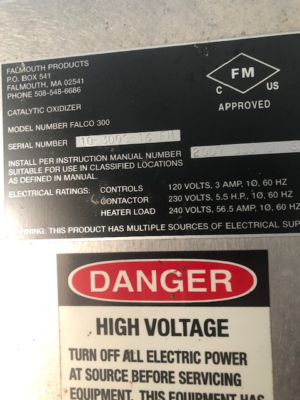 FALMOUTH PRODUCTS
P.O. BOX 541
FALMOUTH, MA 02541
PHONE 508-548-6686
C FM US
APPROVED
CATALYTIC OXIDIZER
MODEL NUMBER FALCO 300
SERIAL NUMBER
INSTALL PER INSTRUCTION MANUAL NUMBER
SUITABLE FOR USE IN CLASSIFIED LOCATIONS
AS DEFINED IN MANUAL.
ELECTRICAL RATINGS: CONTROLS 120 VOLTS, 3 AMP, 1Ø, 60 HZ
CONTACTOR 230 VOLTS, 5.5 H.P., 1Ø, 60 HZ
HEATER LOAD 240 VOLTS, 56.5 AMP, 1Ø, 60 HZ
THIS PRODUCT HAS MULTIPLE SOURCES OF ELECTRICAL SUP
DANGER
HIGH VOLTAGE
TURN OFF ALL ELECTRIC POWER
AT SOURCE BEFORE SERVICING
EQUIPMENT. THIS EQUIPMENT HAS